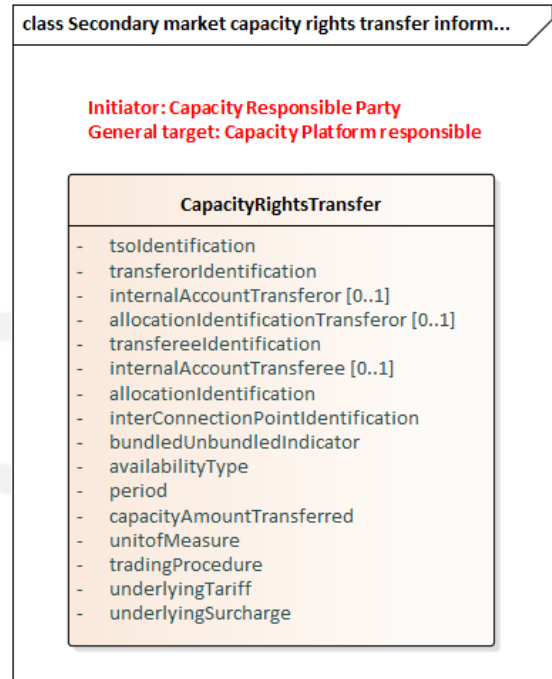 class Secondary market capacity rights transfer inform...
Initiator: Capacity Responsible Party
General target: Capacity Platform responsible
CapacityRightsTransfer
- tsoIdentification
- transferorIdentification
- internalAccountTransferor [0..1]
- allocationIdentificationTransferor [0..1]
- transfereeIdentification
- internalAccountTransferee [0..1]
- allocationIdentification
- interConnectionPointIdentification
- bundledUnbundledIndicator
- availabilityType
- period
- capacityAmountTransferred
- unitofMeasure
- tradingProcedure
- underlyingTariff
- underlyingSurcharge